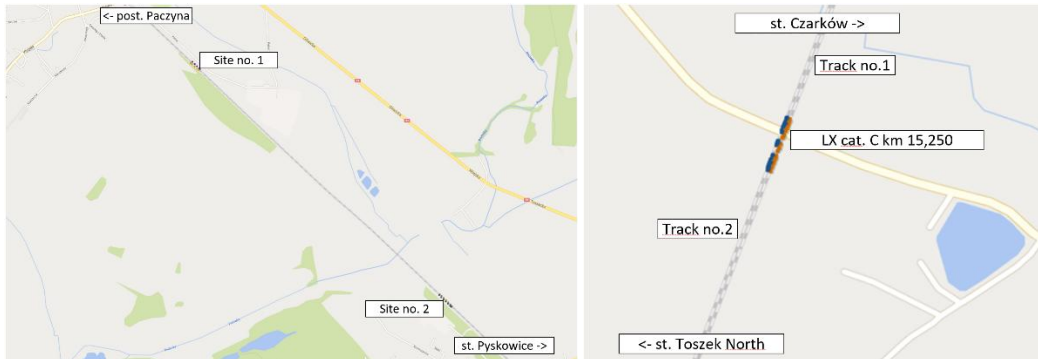 <- post. Paczyna
Site no. 1
Site no. 2
st. Pyskowice ->
st. Czarków ->
Track no.1
LX cat. C km 15,250
Track no.2
<- st. Toszek North